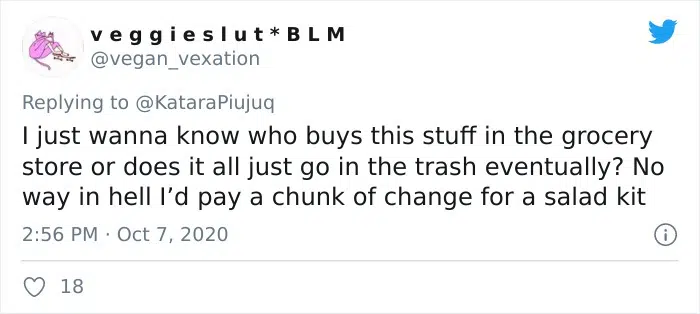 v e g g i e s l u t * B L M
@vegan_vexation
Replying to @KataraPiujuq
I just wanna know who buys this stuff in the grocery
store or does it all just go in the trash eventually? No
way in hell I’d pay a chunk of change for a salad kit
2:56 PM · Oct 7, 2020
18